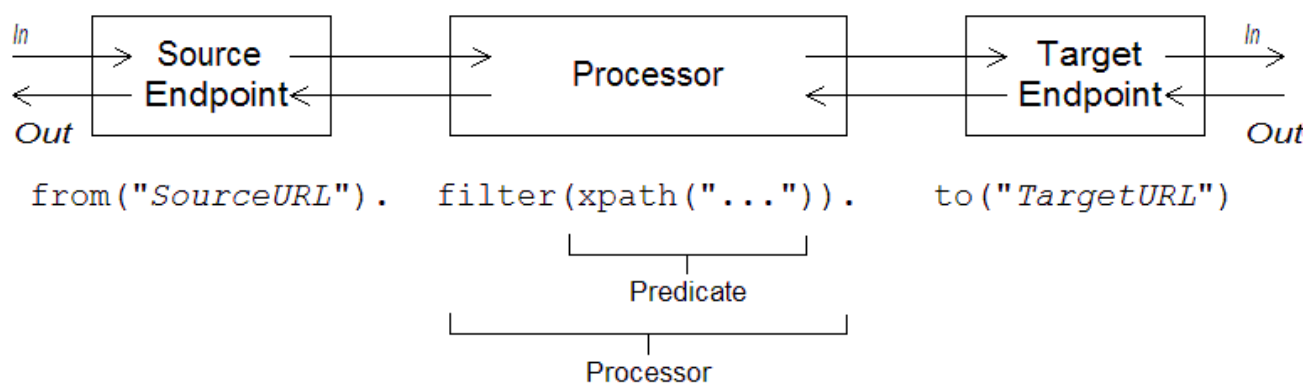 In
Source
Endpoint
Out
Processor
Target
Endpoint
In
Out
from("SourceURL"). filter(xpath("...")). to("TargetURL")
Predicate
Processor